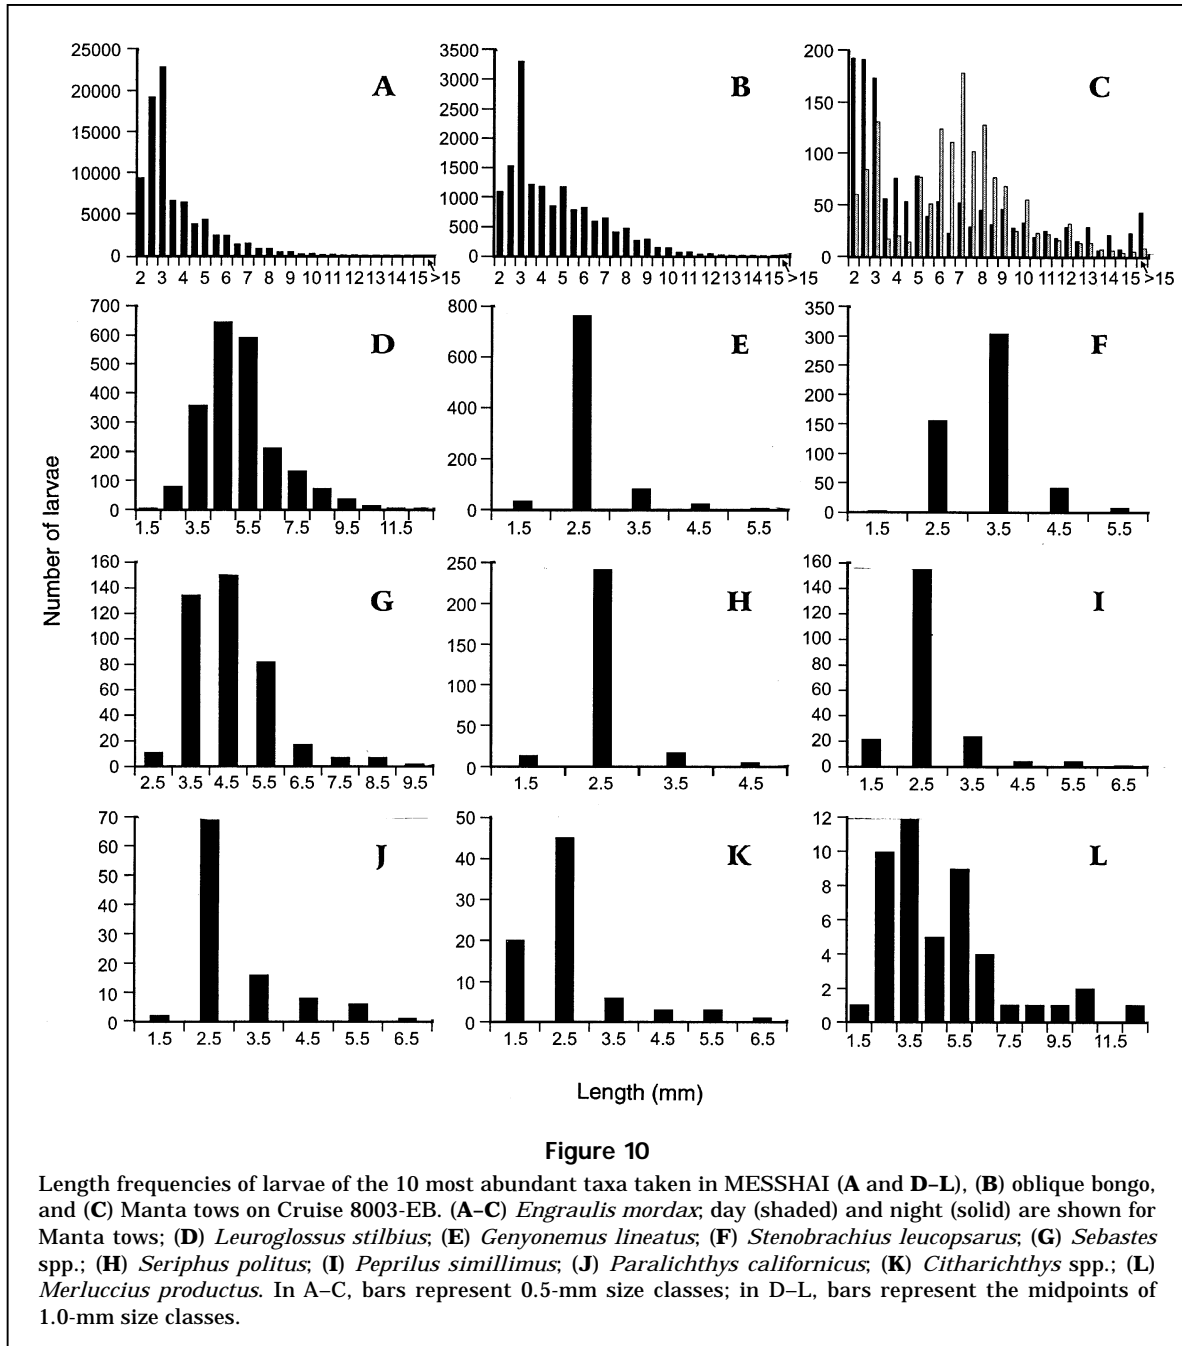 25000
20000
15000
10000
5000
0
2 3 4 5 6 7 8 9 10 11 12 13 14 15 >15
A
3500
3000
2500
2000
1500
1000
500
0
2 3 4 5 6 7 8 9 10 11 12 13 14 15 >15
B
200
150
100
50
0
2 3 4 5 6 7 8 9 10 11 12 13 14 15 >15
C
Number of larvae
700
600
500
400
300
200
100
0
1.5 3.5 5.5 7.5 9.5 11.5
D
800
600
400
200
0
1.5 2.5 3.5 4.5 5.5
E
350
300
250
200
150
100
50
0
1.5 2.5 3.5 4.5 5.5
F
160
140
120
100
80
60
40
20
0
2.5 3.5 4.5 5.5 6.5 7.5 8.5 9.5
G
250
200
150
100
50
0
1.5 2.5 3.5 4.5
H
160
140
120
100
80
60
40
20
0
1.5 2.5 3.5 4.5 5.5 6.5
I
70
60
50
40
30
20
10
0
1.5 2.5 3.5 4.5 5.5 6.5
J
50
40
30
20
10
0
1.5 2.5 3.5 4.5 5.5 6.5
K
12
10
8
6
4
2
0
1.5 3.5 5.5 7.5 9.5 11.5
L
Length (mm)
Figure 10
Length frequencies of larvae of the 10 most abundant taxa taken in MESSHAI (A and D–L), (B) oblique bongo,
and (C) Manta tows on Cruise 8003-EB. (A–C) Engraulis mordax; day (shaded) and night (solid) are shown for
Manta tows; (D) Leuroglossus stilbius; (E) Genyonemus lineatus; (F) Stenobrachius leucopsarus; (G) Sebastes
spp.; (H) Seriphus politus; (I) Peprilus simillimus; (J) Paralichthys californicus; (K) Citharichthys spp.; (L)
Merluccius productus. In A–C, bars represent 0.5-mm size classes; in D–L, bars represent the midpoints of
1.0-mm size classes.